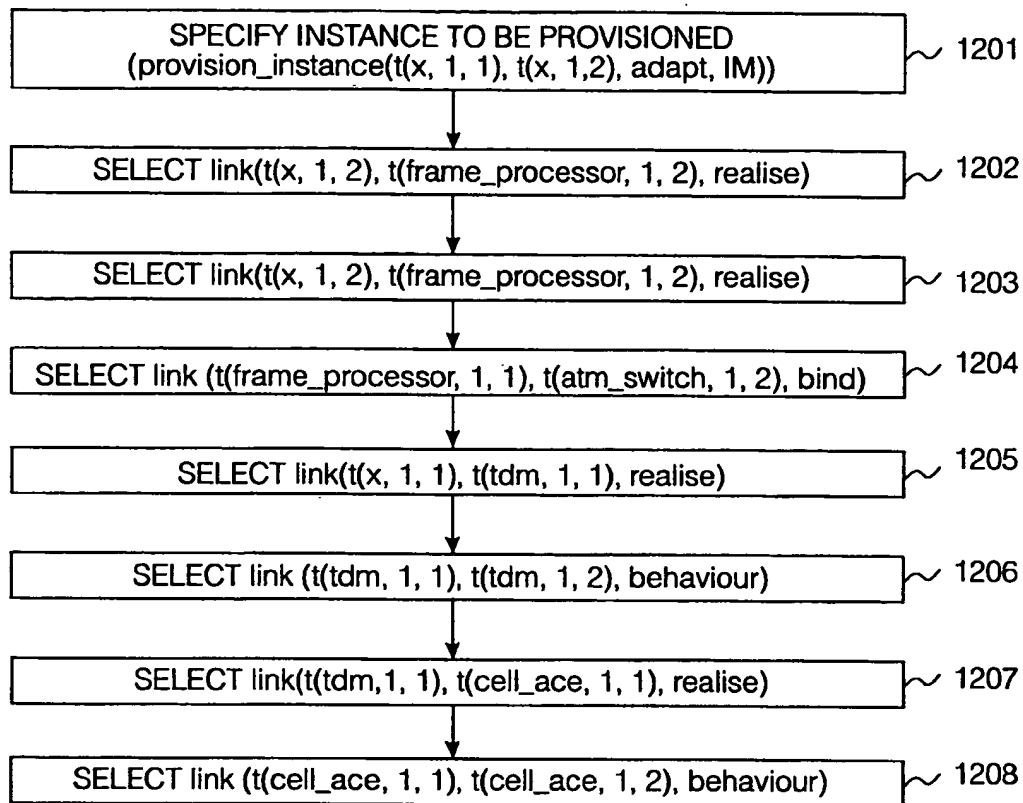 SPECIFY INSTANCE TO BE PROVISIONED
(provision_instance(t(x, 1, 1), t(x, 1,2), adapt, IM))
1201
SELECT link(t(x, 1, 2), t(frame_processor, 1, 2), realise)
1202
SELECT link(t(x, 1, 2), t(frame_processor, 1, 2), realise)
1203
SELECT link (t(frame_processor, 1, 1), t(atm_switch, 1, 2), bind)
1204
SELECT link(t(x, 1, 1), t(tdm, 1, 1), realise)
1205
SELECT link (t(tdm, 1, 1), t(tdm, 1, 2), behaviour)
1206
SELECT link(t(tdm,1, 1), t(cell_ace, 1, 1), realise)
1207
SELECT link (t(cell_ace, 1, 1), t(cell_ace, 1, 2), behaviour)
1208